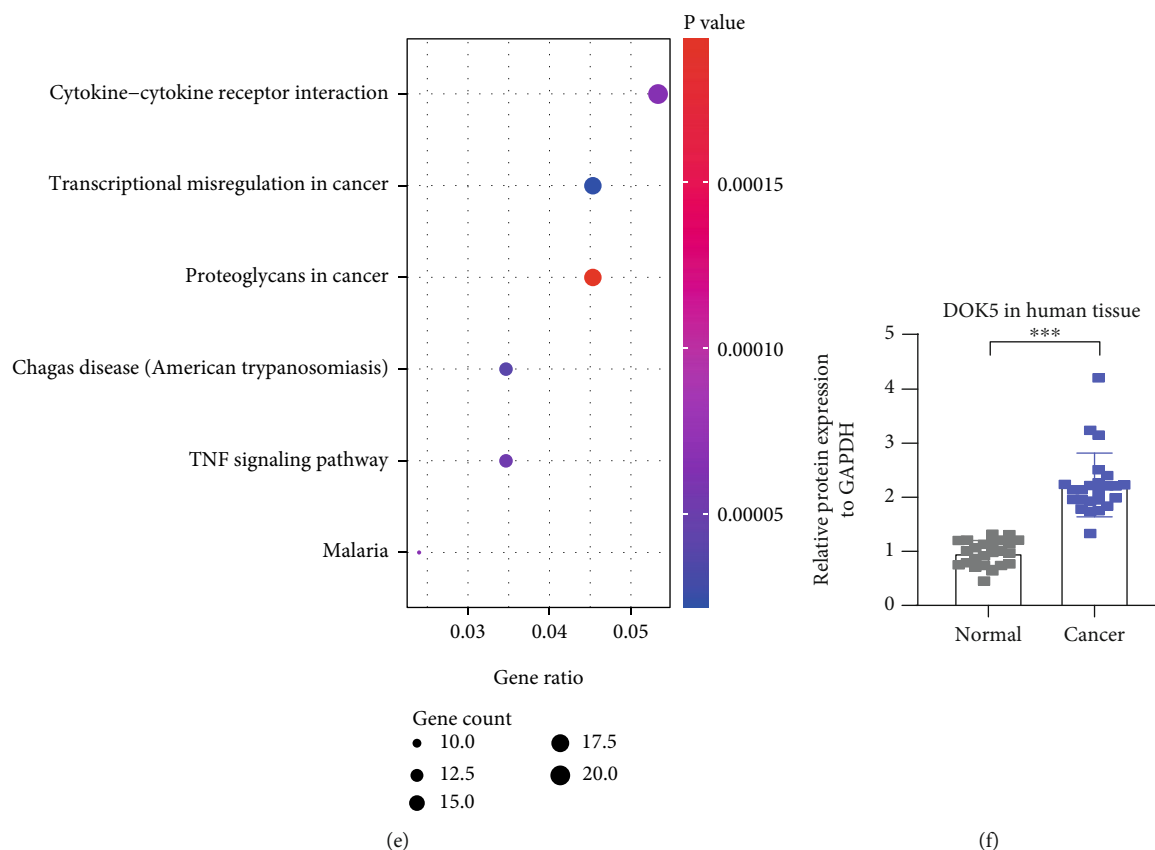 P value
Cytokine−cytokine receptor interaction
Transcriptional misregulation in cancer
Proteoglycans in cancer
Chagas disease (American trypanosomiasis)
TNF signaling pathway
Malaria
0.00015
0.00010
0.00005
0.03
0.04
0.05
Gene ratio
Gene count
10.0
12.5
15.0
17.5
20.0
(e)
DOK5 in human tissue
***
Relative protein expression
to GAPDH
5
4
3
2
1
0
Normal
Cancer
(f)